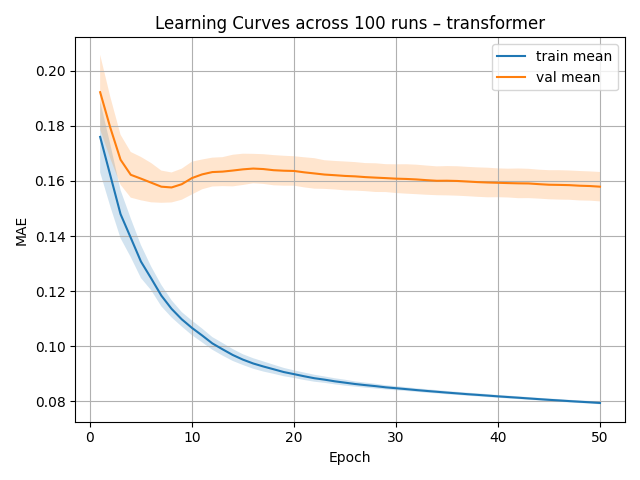 Learning Curves across 100 runs – transformer
train mean
val mean
MAE
0.20
0.18
0.16
0.14
0.12
0.10
0.08
0 10 20 30 40 50
Epoch